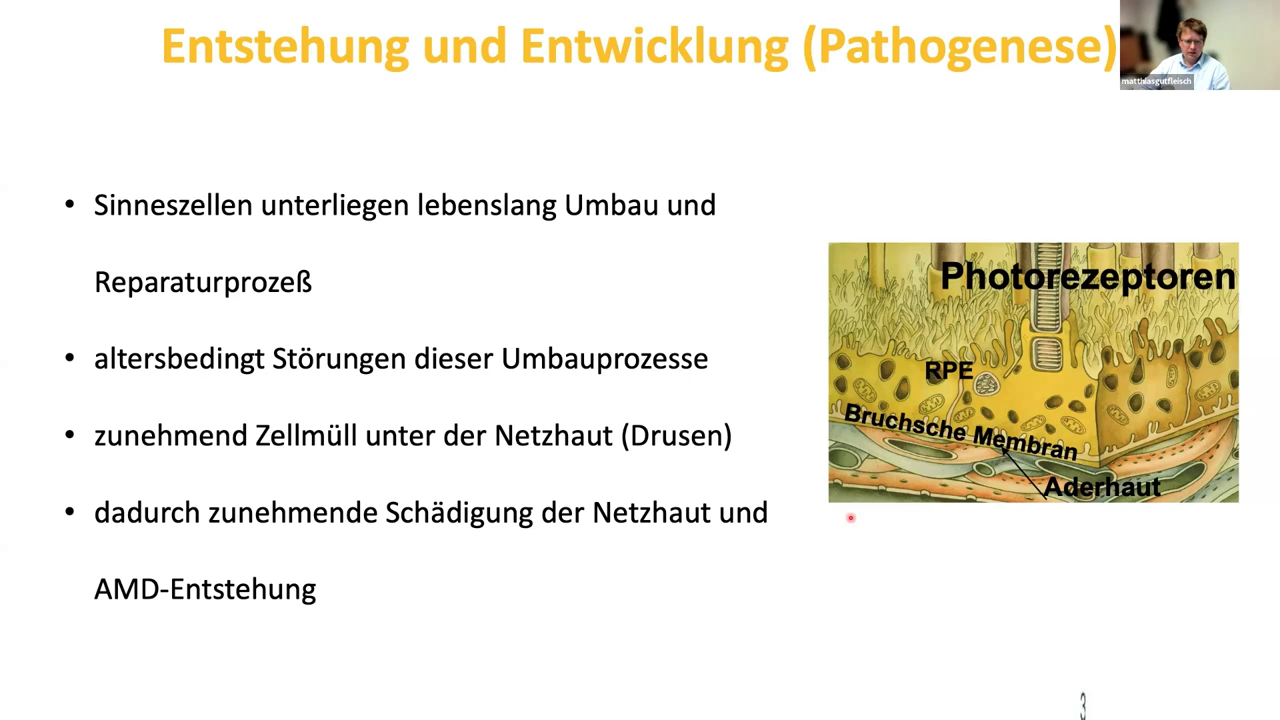 Entstehung und Entwicklung (Pathogenese)
matthiasgutfleisch
• Sinneszellen unterliegen lebenslang Umbau und
Reparaturprozeß
• altersbedingt Störungen dieser Umbauprozesse
• zunehmend Zellmüll unter der Netzhaut (Drusen)
• dadurch zunehmende Schädigung der Netzhaut und
AMD-Entstehung
Photorezeptoren
RPE
Bruchsche Membran
Aderhaut
3